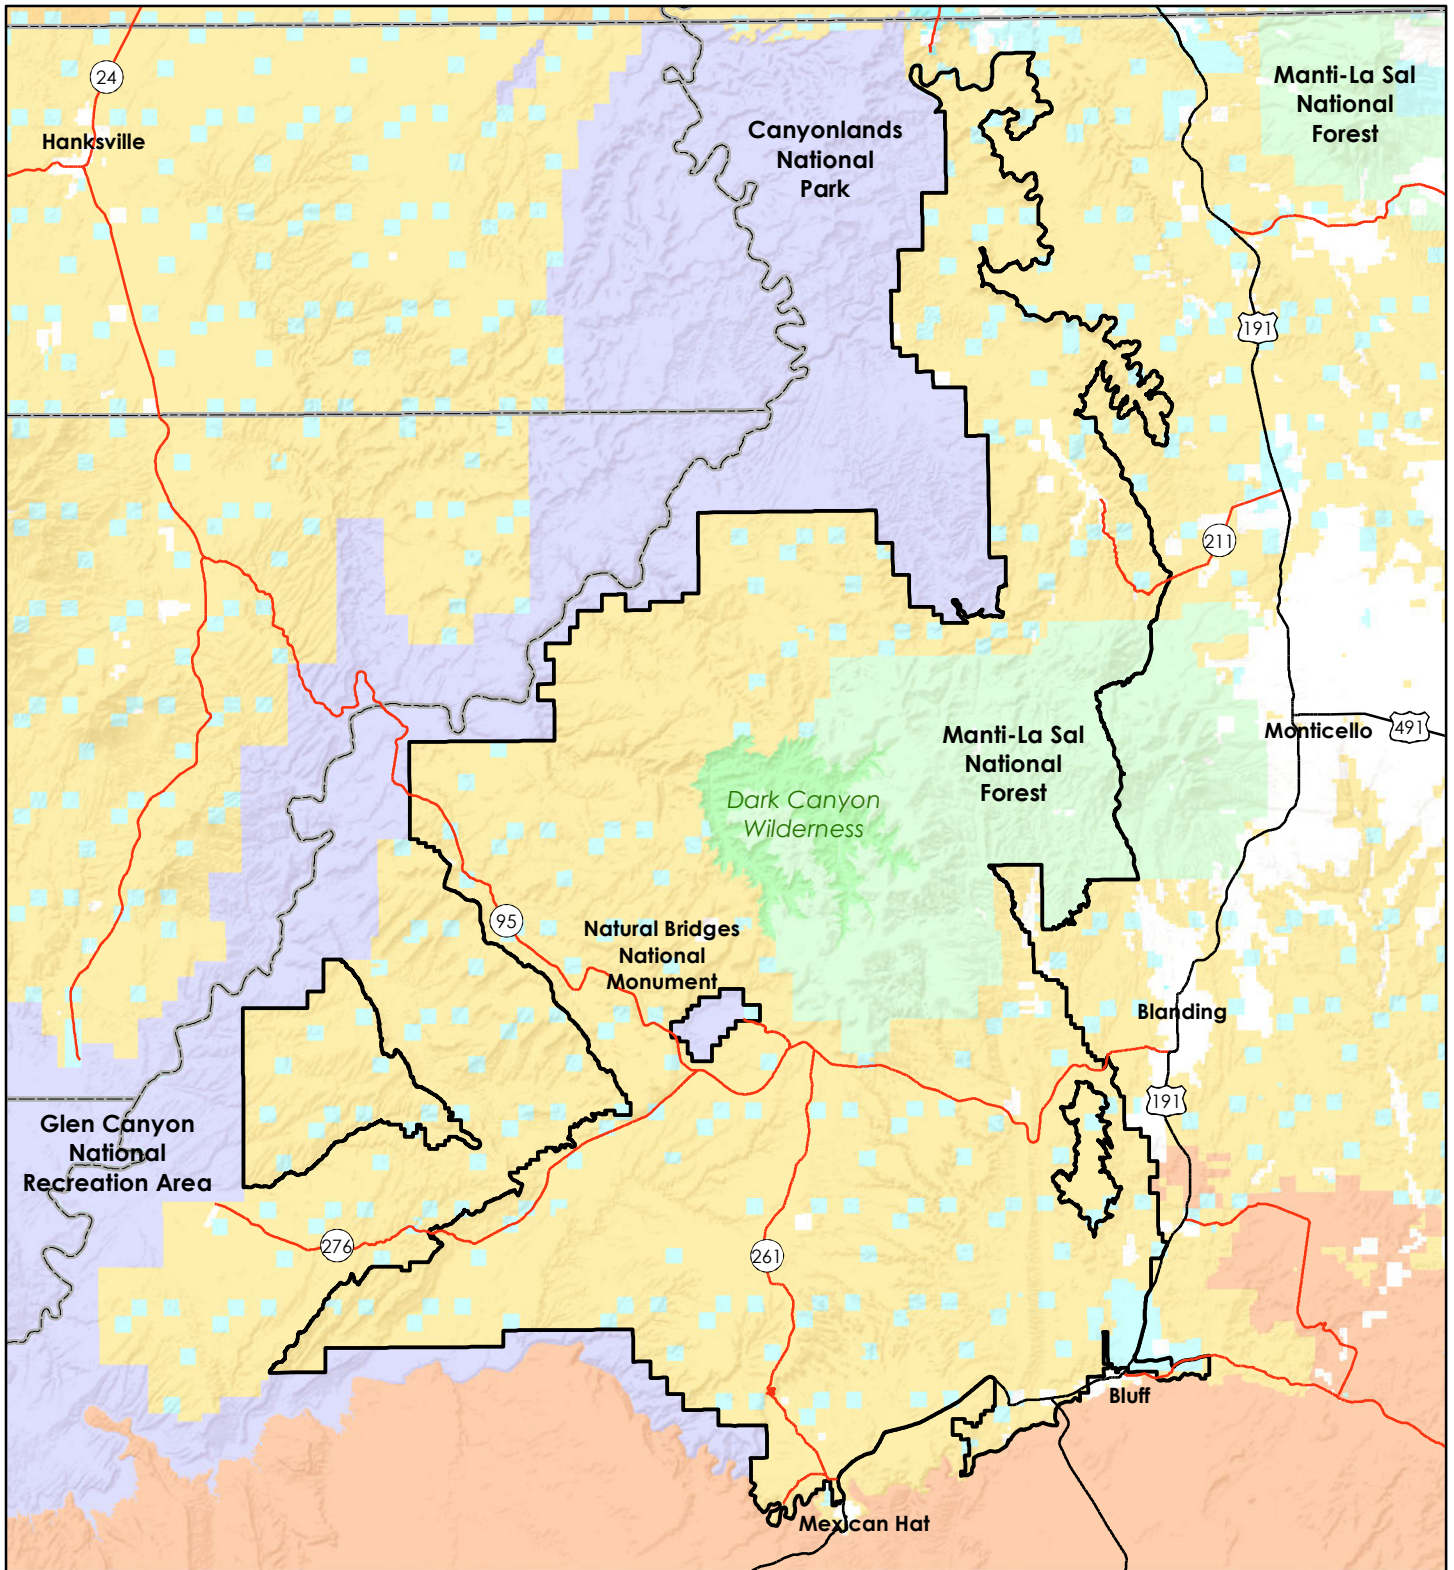 24
Hanksville
Canyonlands
National
Park
Manti-La Sal
National
Forest
191
211
Manti-La Sal
National
Forest
Monticello
491
Dark Canyon
Wilderness
95
Natural Bridges
National
Monument
Blanding
191
Glen Canyon
National
Recreation Area
276
261
Bluff
Mexican Hat